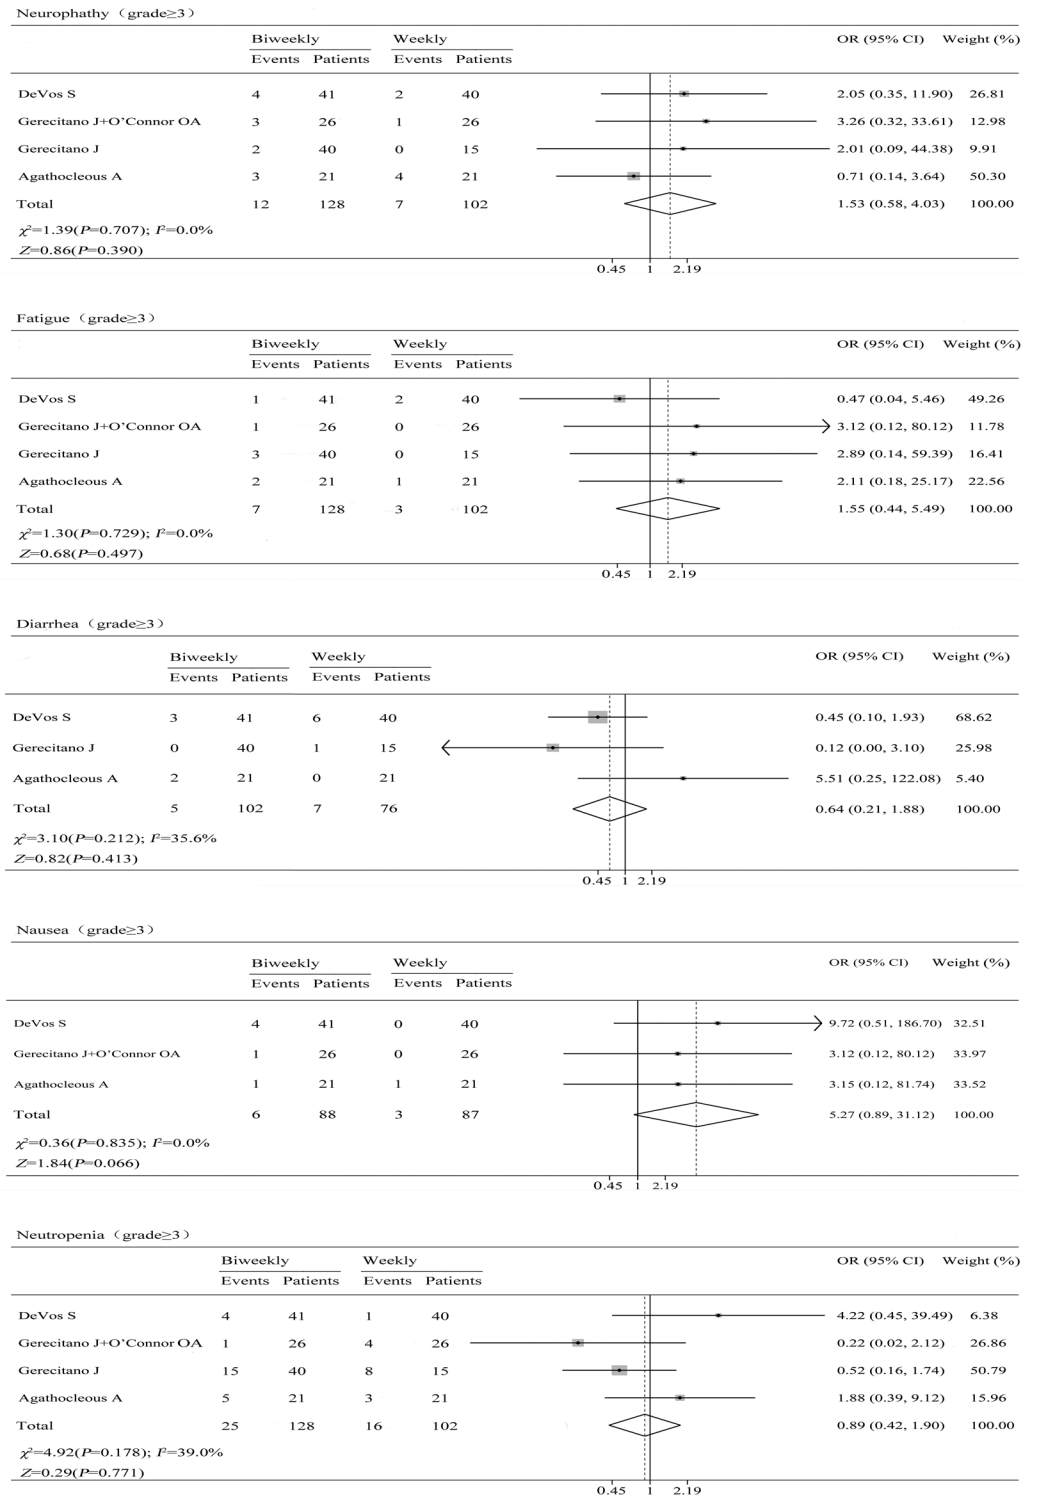 Neurophathy（grade≥3）
Biweekly Weekly OR (95% CI) Weight (%)
Events Patients Events Patients
DeVos S 4 41 2 40 2.05 (0.35, 11.90) 26.81
Gerecitano J+O'Connor OA 3 26 1 26 3.26 (0.32, 33.61) 12.98
Gerecitano J 2 40 0 15 2.01 (0.09, 44.38) 9.91
Agathocleous A 3 21 4 21 0.71 (0.14, 3.64) 50.30
Total 12 128 7 102 1.53 (0.58, 4.03) 100.00
χ²=1.39(P=0.707); I²=0.0%
Z=0.86(P=0.390)
0.45 1 2.19
Fatigue（grade≥3）
Biweekly Weekly OR (95% CI) Weight (%)
Events Patients Events Patients
DeVos S 1 41 2 40 0.47 (0.04, 5.46) 49.26
Gerecitano J+O'Connor OA 1 26 0 26 3.12 (0.12, 80.12) 11.78
Gerecitano J 3 40 0 15 2.89 (0.14, 59.39) 16.41
Agathocleous A 2 21 1 21 2.11 (0.18, 25.17) 22.56
Total 7 128 3 102 1.55 (0.44, 5.49) 100.00
χ²=1.30(P=0.729); I²=0.0%
Z=0.68(P=0.497)
0.45 1 2.19
Diarrhea（grade≥3）
Biweekly Weekly OR (95% CI) Weight (%)
Events Patients Events Patients
DeVos S 3 41 6 40 0.45 (0.10, 1.93) 68.62
Gerecitano J 0 40 1 15 0.12 (0.00, 3.10) 25.98
Agathocleous A 2 21 0 21 5.51 (0.25, 122.08) 5.40
Total 5 102 7 76 0.64 (0.21, 1.88) 100.00
χ²=3.10(P=0.212); I²=35.6%
Z=0.82(P=0.413)
0.45 1 2.19
Nausea（grade≥3）
Biweekly Weekly OR (95% CI) Weight (%)
Events Patients Events Patients
DeVos S 4 41 0 40 9.72 (0.51, 186.70) 32.51
Gerecitano J+O'Connor OA 1 26 0 26 3.12 (0.12, 80.12) 33.97
Agathocleous A 1 21 1 21 3.15 (0.12, 81.74) 33.52
Total 6 88 3 87 5.27 (0.89, 31.12) 100.00
χ²=0.36(P=0.835); I²=0.0%
Z=1.84(P=0.066)
0.45 1 2.19
Neutropenia（grade≥3）
Biweekly Weekly OR (95% CI) Weight (%)
Events Patients Events Patients
DeVos S 4 41 1 40 4.22 (0.45, 39.49) 6.38
Gerecitano J+O'Connor OA 1 26 4 26 0.22 (0.02, 2.12) 26.86
Gerecitano J 15 40 8 15 0.52 (0.16, 1.74) 50.79
Agathocleous A 5 21 3 21 1.88 (0.39, 9.12) 15.96
Total 25 128 16 102 0.89 (0.42, 1.90) 100.00
χ²=4.92(P=0.178); I²=39.0%
Z=0.29(P=0.771)
0.45 1 2.19